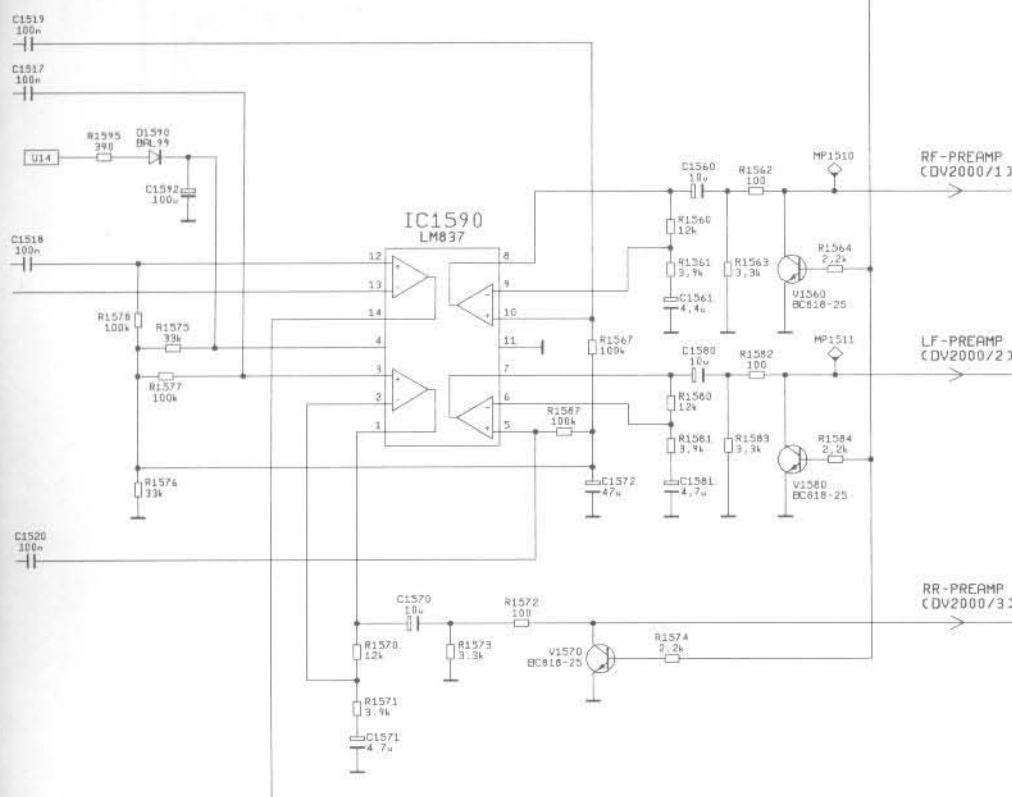 C1519
100n
C1517
100n
R1595
390
D1590
BAL99
U14
C1592
100u
C1518
100n
IC1590
LM837
12
13
14
4
3
2
1
8
9
10
11
7
6
5
R1578
100k
R1575
33k
R1577
100k
R1576
33k
C1520
100n
C1560
10u
R1562
100
MP1510
RF-PREAMP
(DV2000/1)
R1560
12k
R1561
3,9k
C1561
4,4u
R1563
3,3k
R1564
2,2k
V1560
BC818-25
R1567
100k
C1580
10u
R1582
100
MP1511
LF-PREAMP
(DV2000/2)
R1580
12k
R1581
3,9k
C1581
4,7u
R1583
3,3k
R1584
2,2k
V1580
BC818-25
R1587
100k
C1572
47u
C1570
10u
R1572
100
RR-PREAMP
(DV2000/3)
R1570
12k
R1573
3.3k
V1570
BC818-25
R1574
2,2k
R1571
3.9k
C1571
4.7u